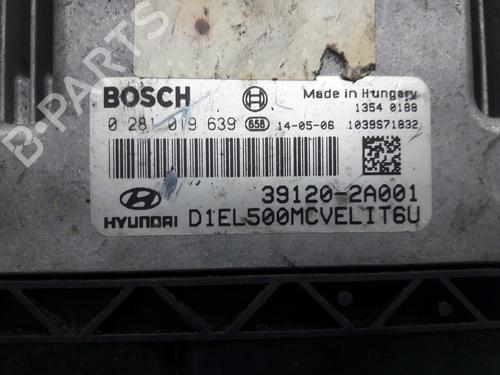 BOSCH
Made in Hungary
1354 0188
0 281 019 639 658 14-05-06 1039S71832
39120-2A001
HYUNDAI D1EL500MCVELIT6U
B-PARTS